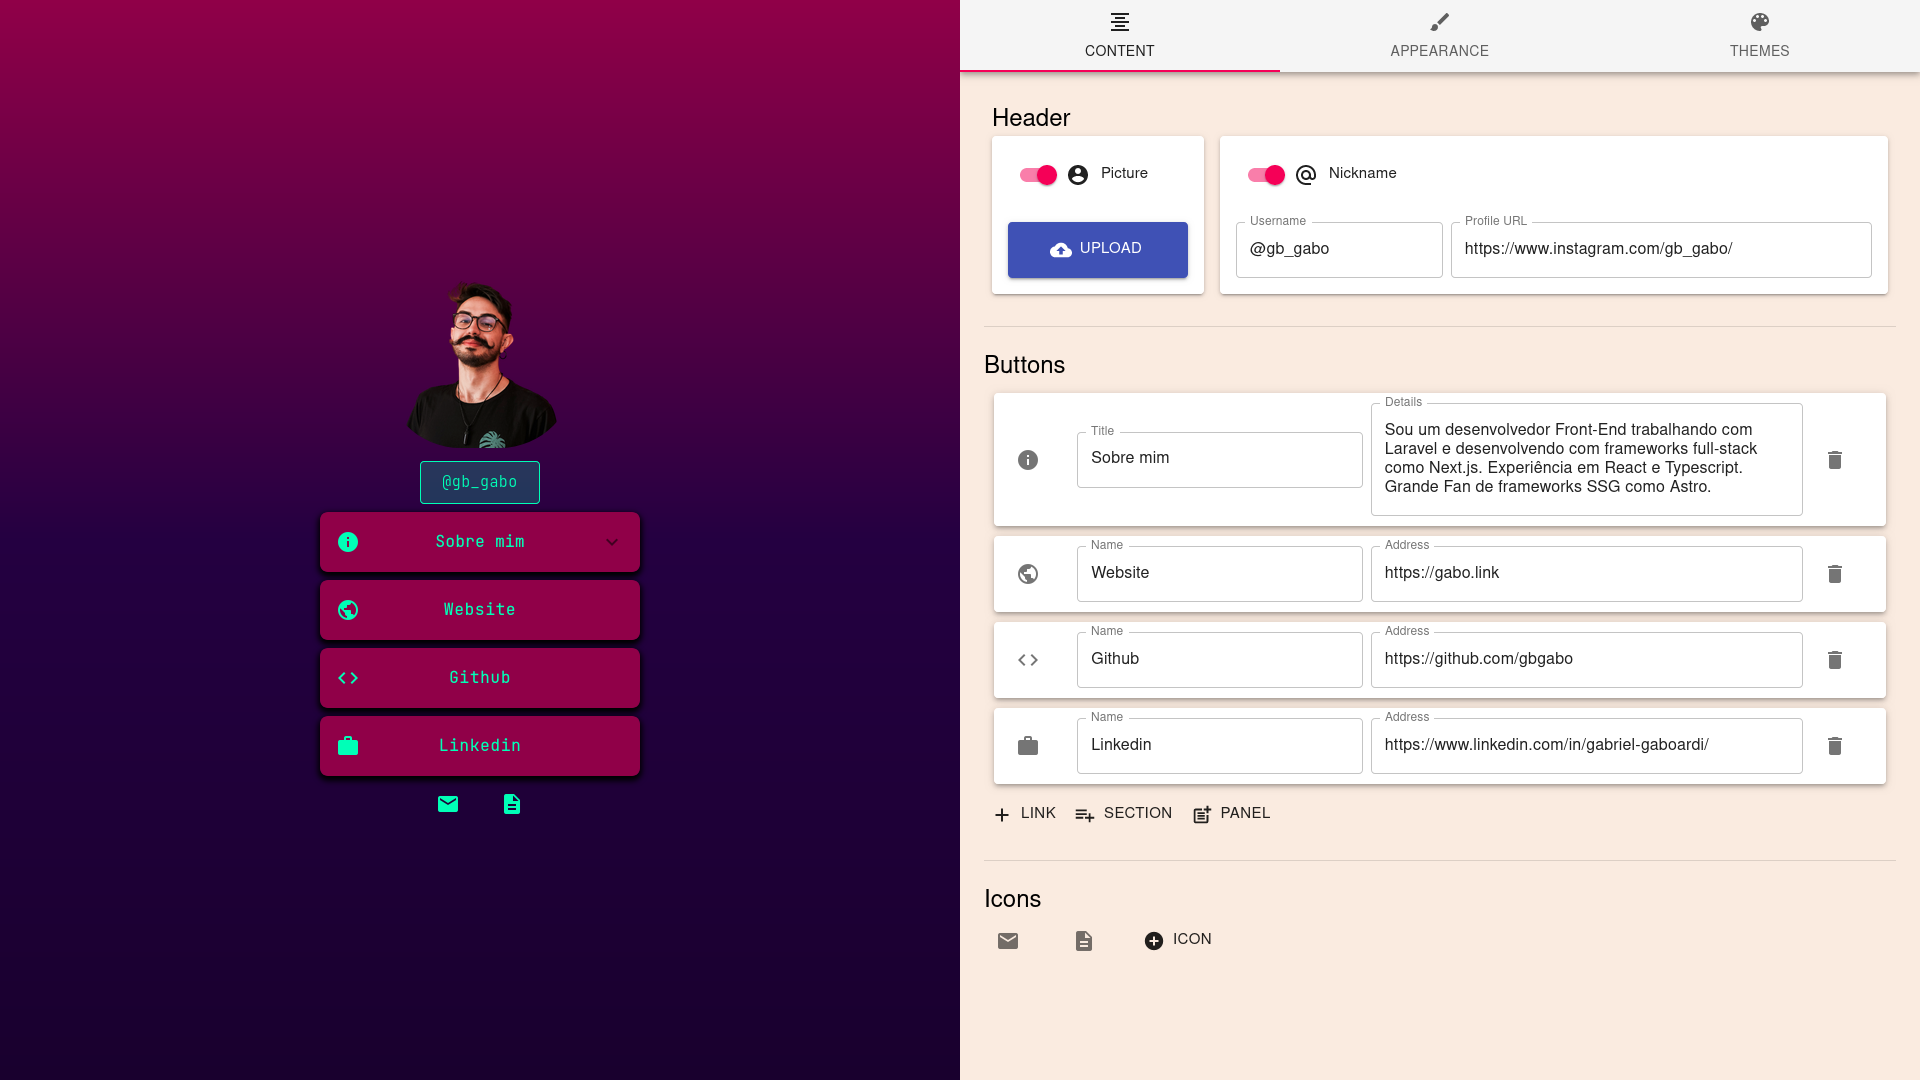 @gb_gabo
Sobre mim
Website
Github
Linkedin
CONTENT
APPEARANCE
THEMES
Header
Picture
UPLOAD
Nickname
Username
@gb_gabo
Profile URL
https://www.instagram.com/gb_gabo/
Buttons
Title
Sobre mim
Details
Sou um desenvolvedor Front-End trabalhando com
Laravel e desenvolvendo com frameworks full-stack
como Next.js. Experiência em React e Typescript.
Grande Fan de frameworks SSG como Astro.
Name
Website
Address
https://gabo.link
Name
Github
Address
https://github.com/gbgabo
Name
Linkedin
Address
https://www.linkedin.com/in/gabriel-gaboardi/
LINK
SECTION
PANEL
Icons
ICON